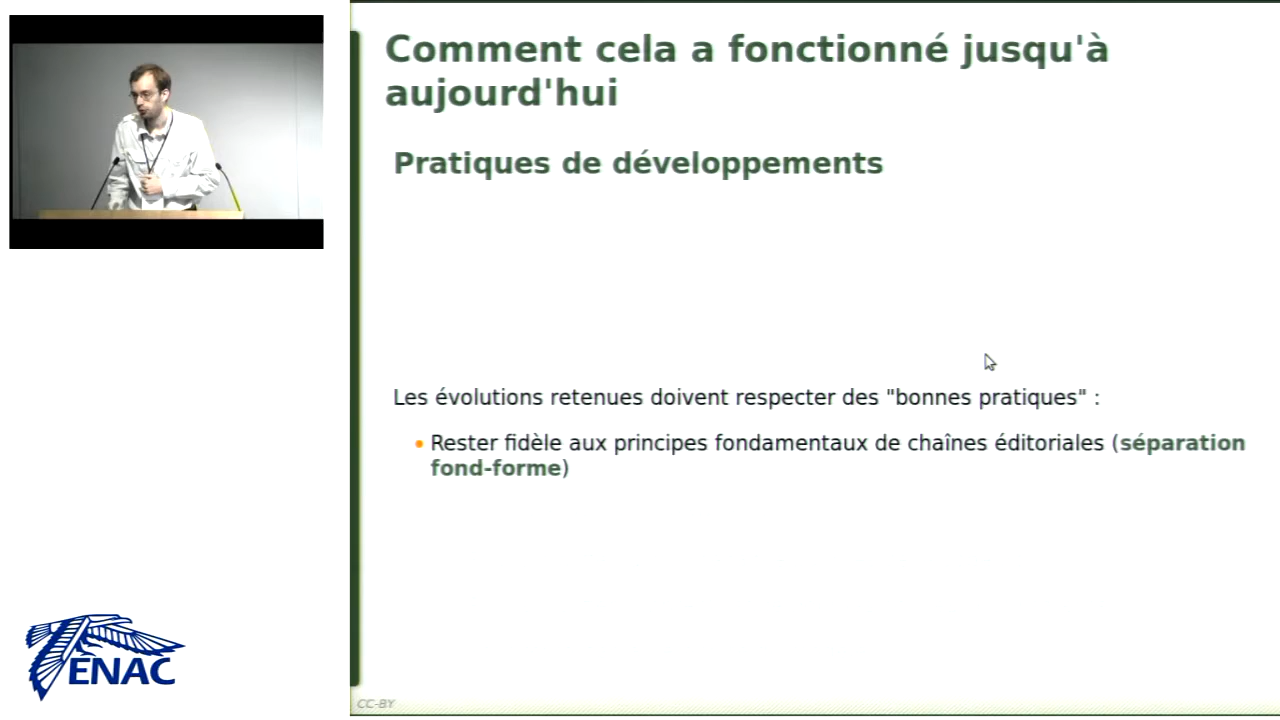 Comment cela a fonctionné jusqu'à
aujourd'hui
Pratiques de développements
Les évolutions retenues doivent respecter des "bonnes pratiques" :
• Rester fidèle aux principes fondamentaux de chaînes éditoriales (séparation
fond-forme)
ENAC
CC-BY